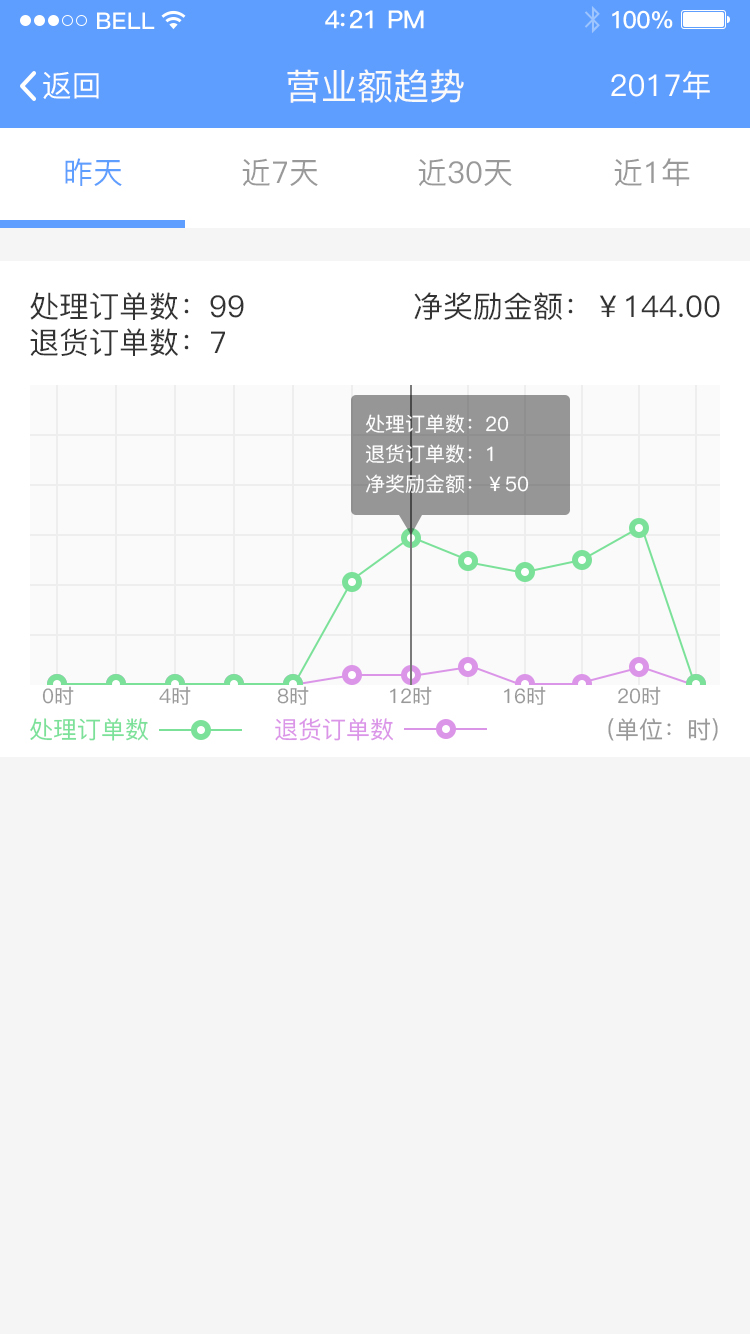 BELL 4:21 PM 100%
返回 营业额趋势 2017年
昨天 近7天 近30天 近1年
处理订单数：99 净奖励金额：￥144.00
退货订单数：7
处理订单数：20
退货订单数：1
净奖励金额：￥50
0时 4时 8时 12时 16时 20时
处理订单数 退货订单数 (单位：时)